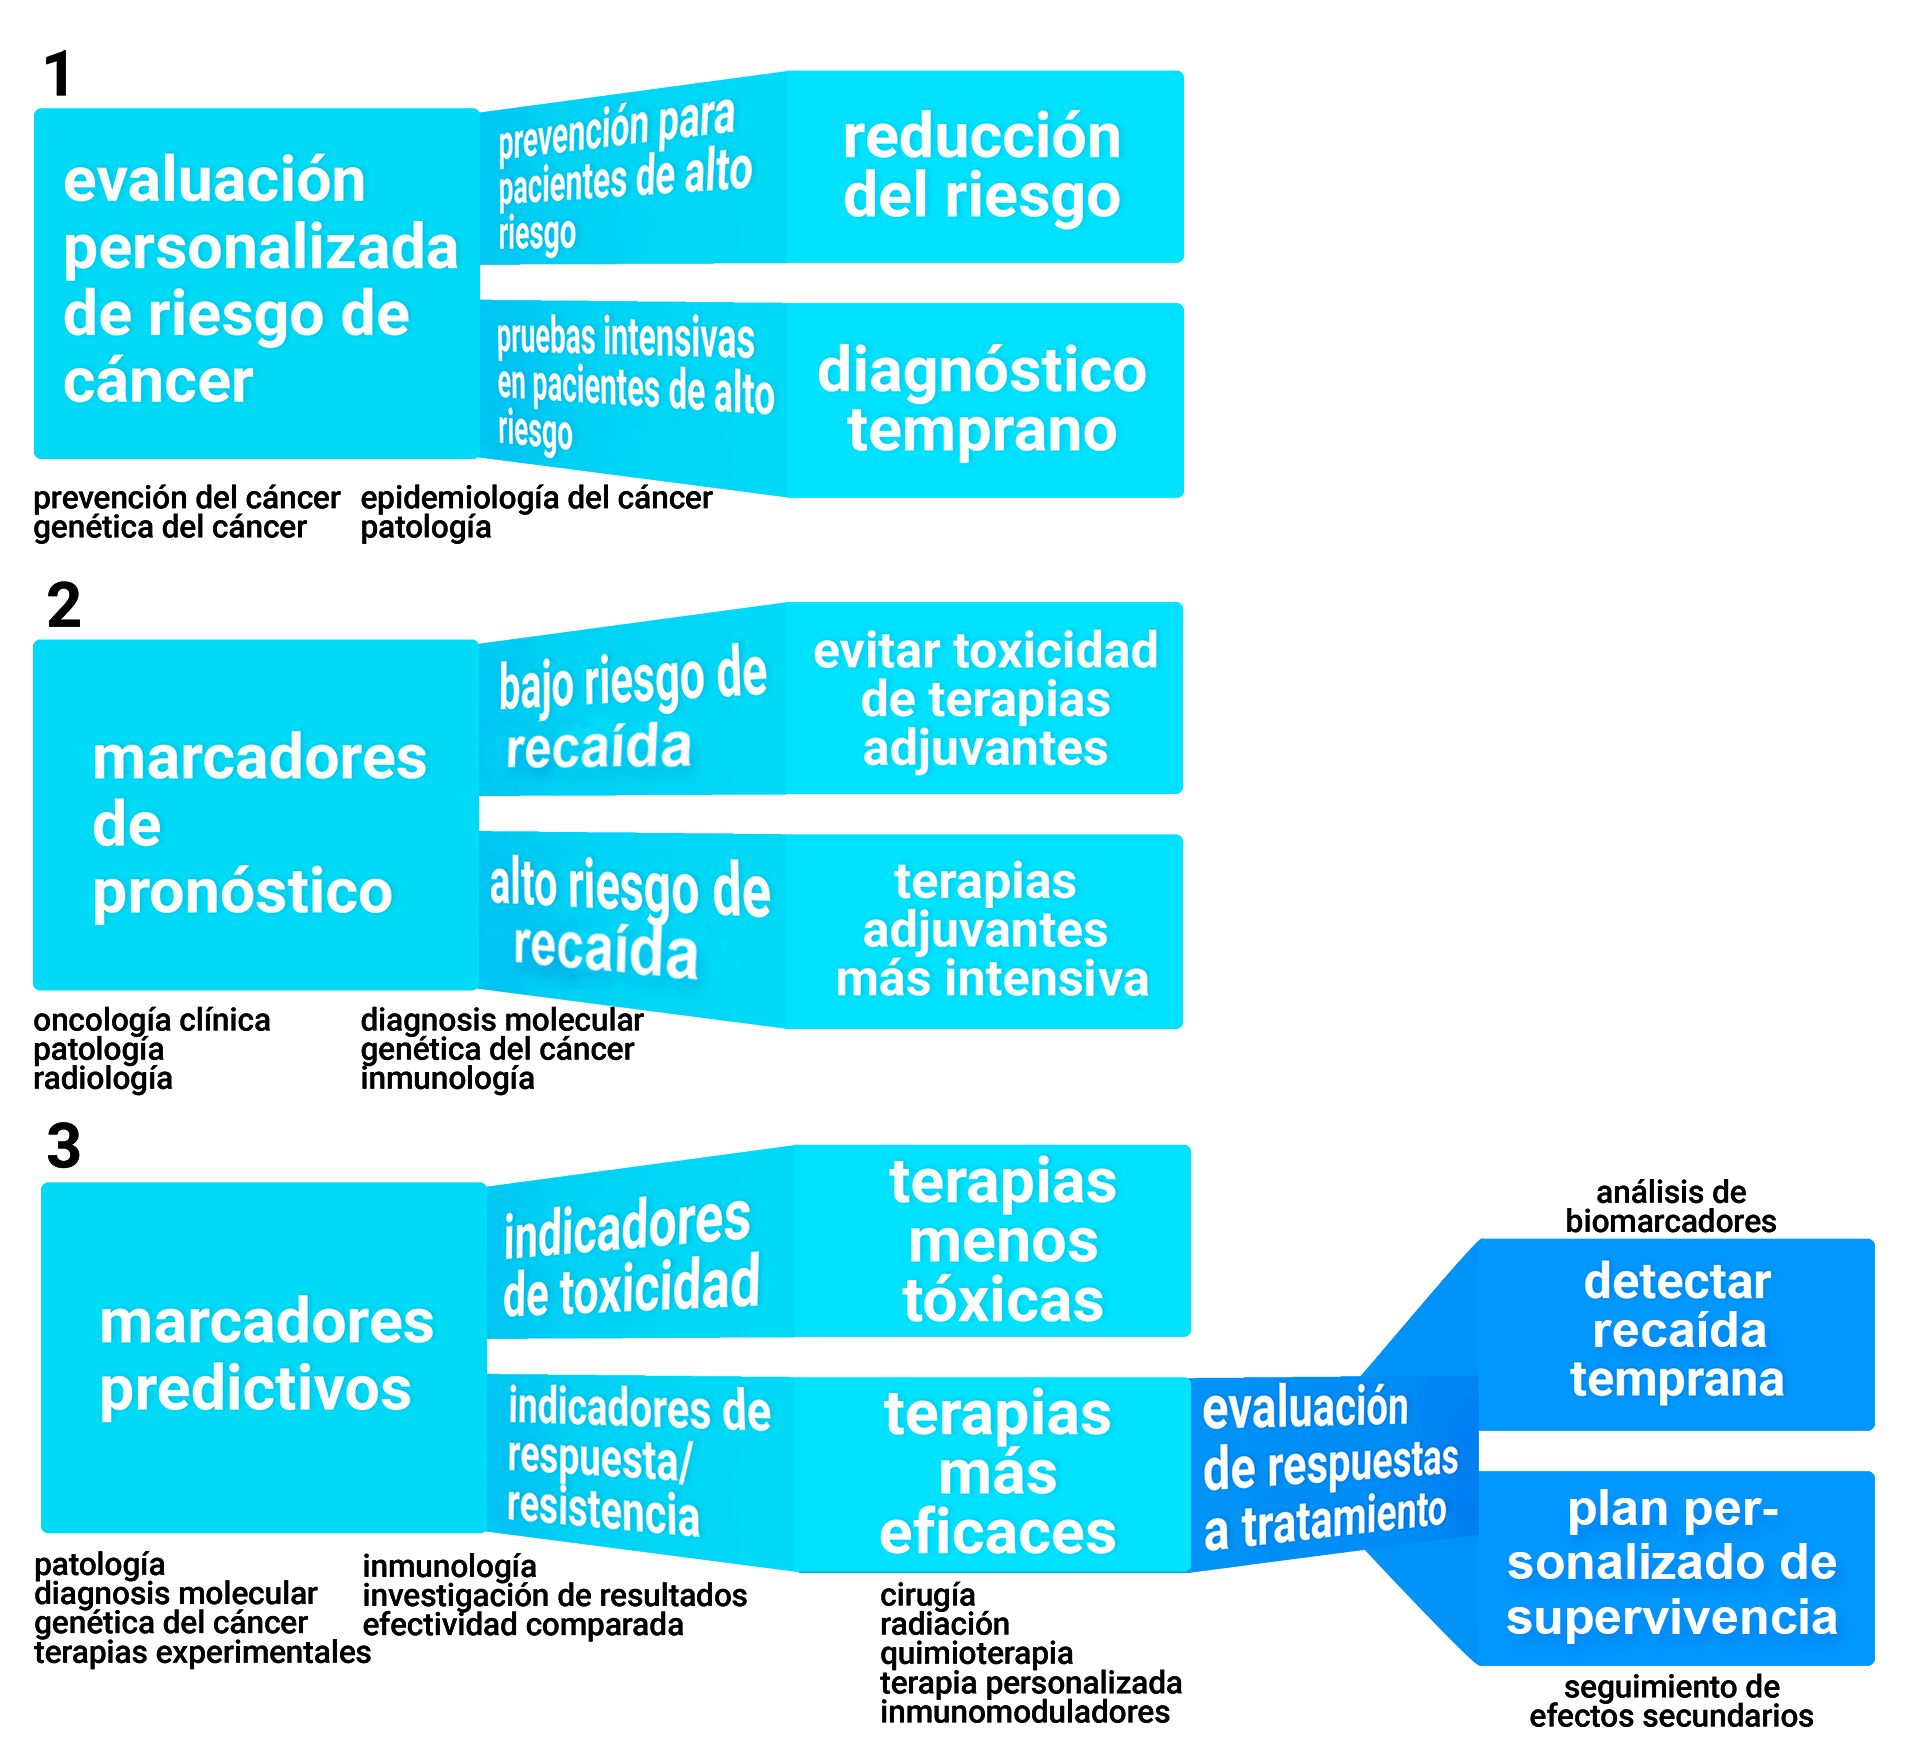 1
evaluación
personalizada
de riesgo de
cáncer
prevención para
pacientes de alto
riesgo
reducción
del riesgo
pruebas intensivas
en pacientes de alto
riesgo
diagnóstico
temprano
prevención del cáncer
genética del cáncer
epidemiología del cáncer
patología
2
marcadores
de
pronóstico
bajo riesgo de
recaída
evitar toxicidad
de terapias
adjuvantes
alto riesgo de
recaída
terapias
adjuvantes
más intensiva
oncología clínica
patología
radiología
diagnosis molecular
genética del cáncer
inmunología
3
marcadores
predictivos
indicadores
de toxicidad
terapias
menos
tóxicas
indicadores de
respuesta/
resistencia
terapias
más
eficaces
evaluación
de respuestas
a tratamiento
análisis de
biomarcadores
detectar
recaída
temprana
plan per-
sonalizado de
supervivencia
seguimiento de
efectos secundarios
patología
diagnosis molecular
genética del cáncer
terapias experimentales
inmunología
investigación de resultados
efectividad comparada
cirugía
radiación
quimioterapia
terapia personalizada
inmunomoduladores